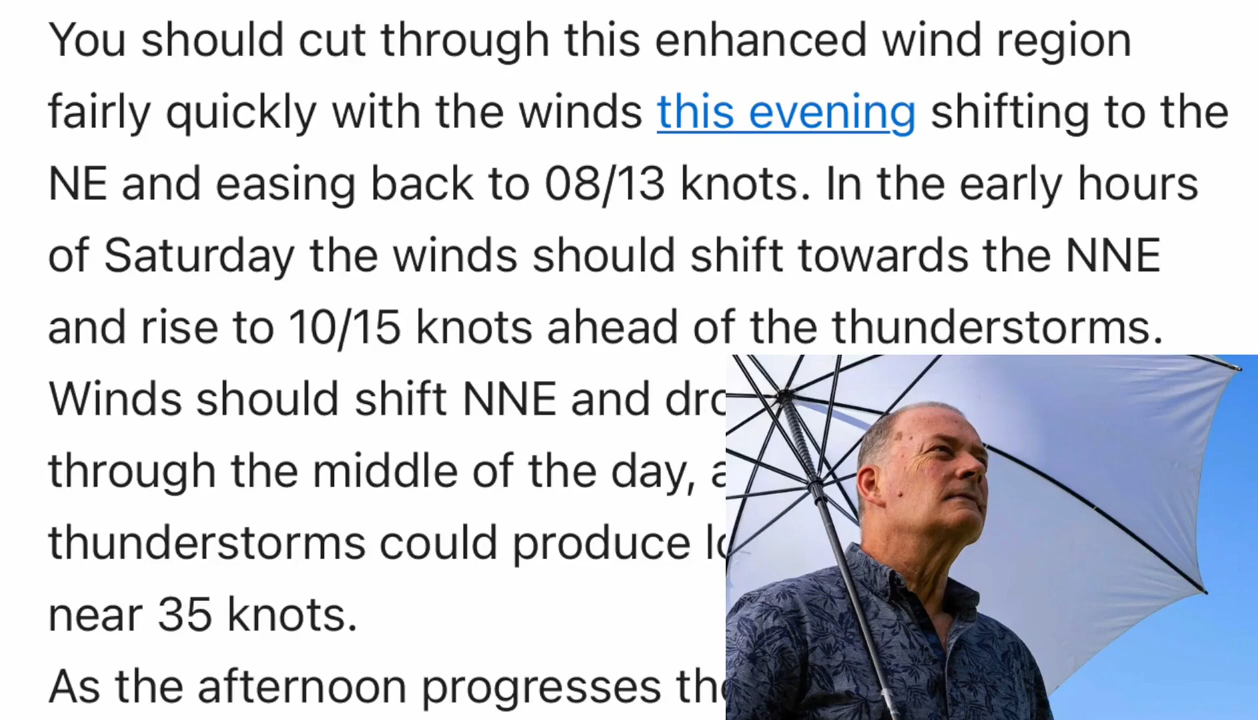 You should cut through this enhanced wind region
fairly quickly with the winds this evening shifting to the
NE and easing back to 08/13 knots. In the early hours
of Saturday the winds should shift towards the NNE
and rise to 10/15 knots ahead of the thunderstorms.
Winds should shift NNE and
through the middle of the day,
thunderstorms could produce
near 35 knots.
As the afternoon progresses